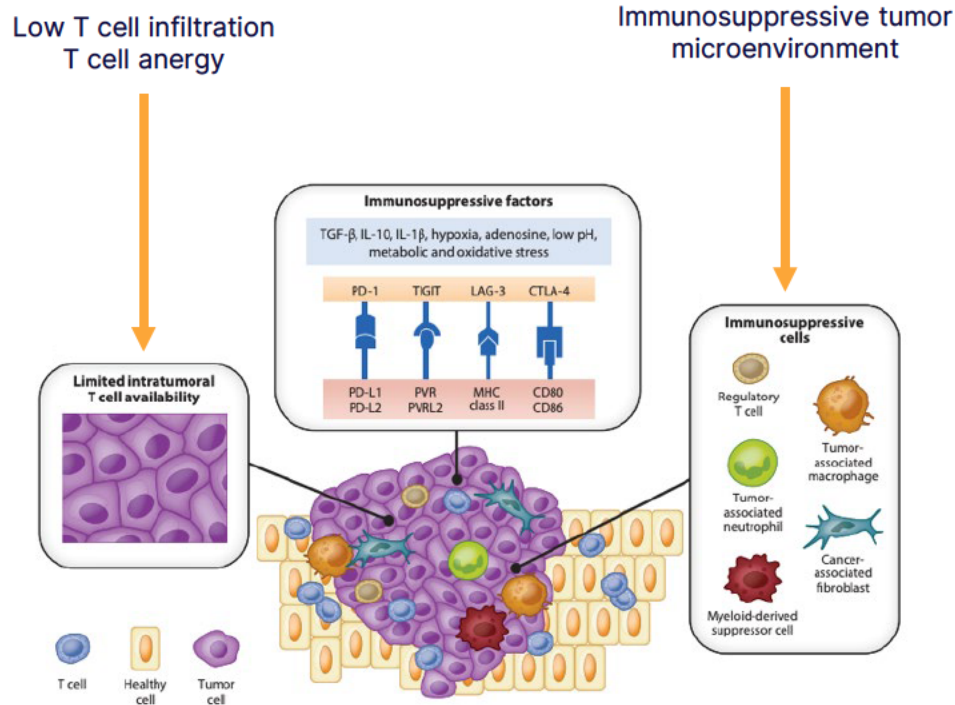 Low T cell infiltration
T cell anergy
Immunosuppressive tumor
microenvironment
Immunosuppressive factors
TGF-β, IL-10, IL-1β, hypoxia, adenosine, low pH,
metabolic and oxidative stress
PD-1 TIGIT LAG-3 CTLA-4
PD-L1 PVR MHC CD80
PD-L2 PVRL2 class II CD86
Limited intratumoral
T cell availability
Immunosuppressive
cells
Regulatory
T cell
Tumor-
associated
macrophage
Tumor-
associated
neutrophil
Cancer-
associated
fibroblast
Myeloid-derived
suppressor cell
T cell
Healthy
cell
Tumor
cell